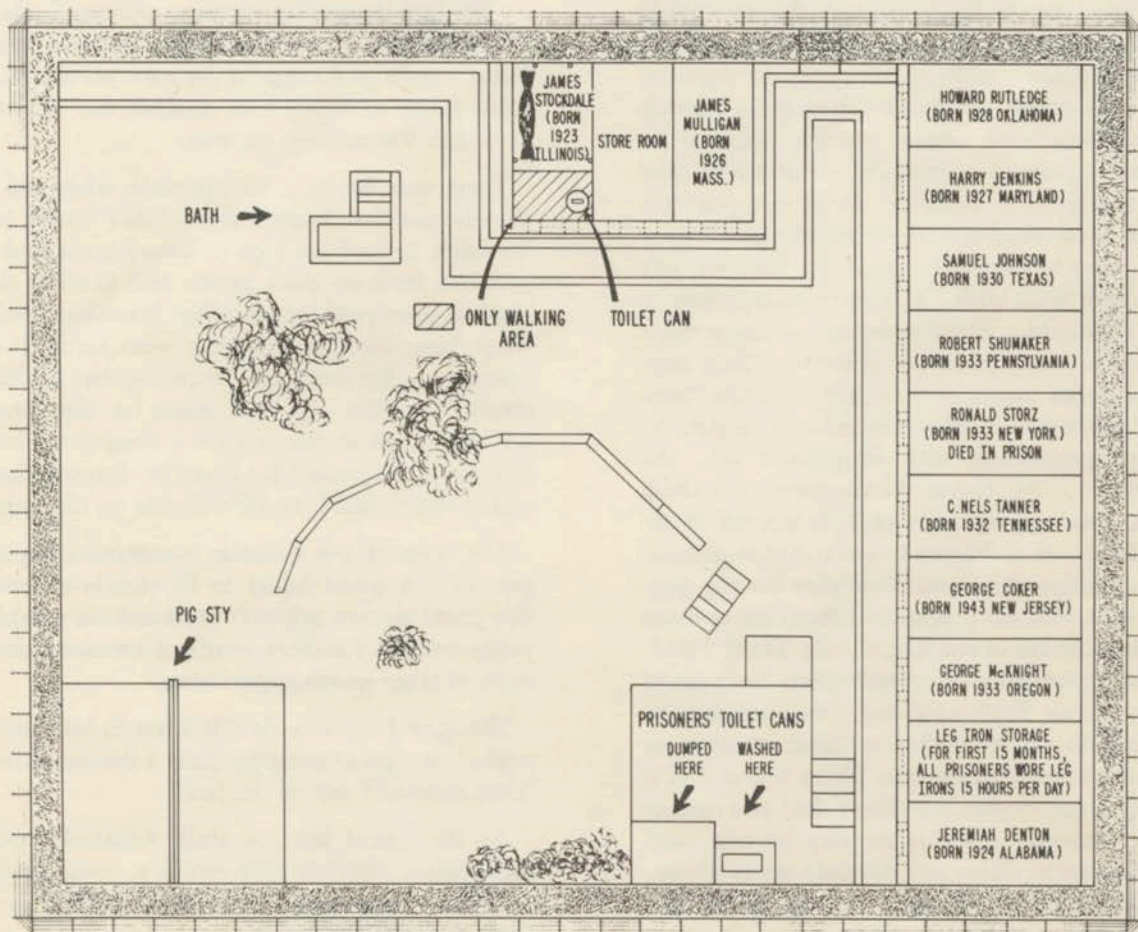 JAMES
STOCKDALE
(BORN
1923
ILLINOIS)
STORE ROOM
JAMES
MULLIGAN
(BORN
1926
MASS.)
BATH
ONLY WALKING
AREA
TOILET CAN
PIG STY
PRISONERS' TOILET CANS
DUMPED
HERE
WASHED
HERE
HOWARD RUTLEDGE
(BORN 1928 OKLAHOMA)
HARRY JENKINS
(BORN 1927 MARYLAND)
SAMUEL JOHNSON
(BORN 1930 TEXAS)
ROBERT SHUMAKER
(BORN 1933 PENNSYLVANIA)
RONALD STORZ
(BORN 1933 NEW YORK)
DIED IN PRISON
C.NELS TANNER
(BORN 1932 TENNESSEE)
GEORGE COKER
(BORN 1943 NEW JERSEY)
GEORGE McKNIGHT
(BORN 1933 OREGON)
LEG IRON STORAGE
(FOR FIRST 15 MONTHS,
ALL PRISONERS WORE LEG
IRONS 15 HOURS PER DAY)
JEREMIAH DENTON
(BORN 1924 ALABAMA)